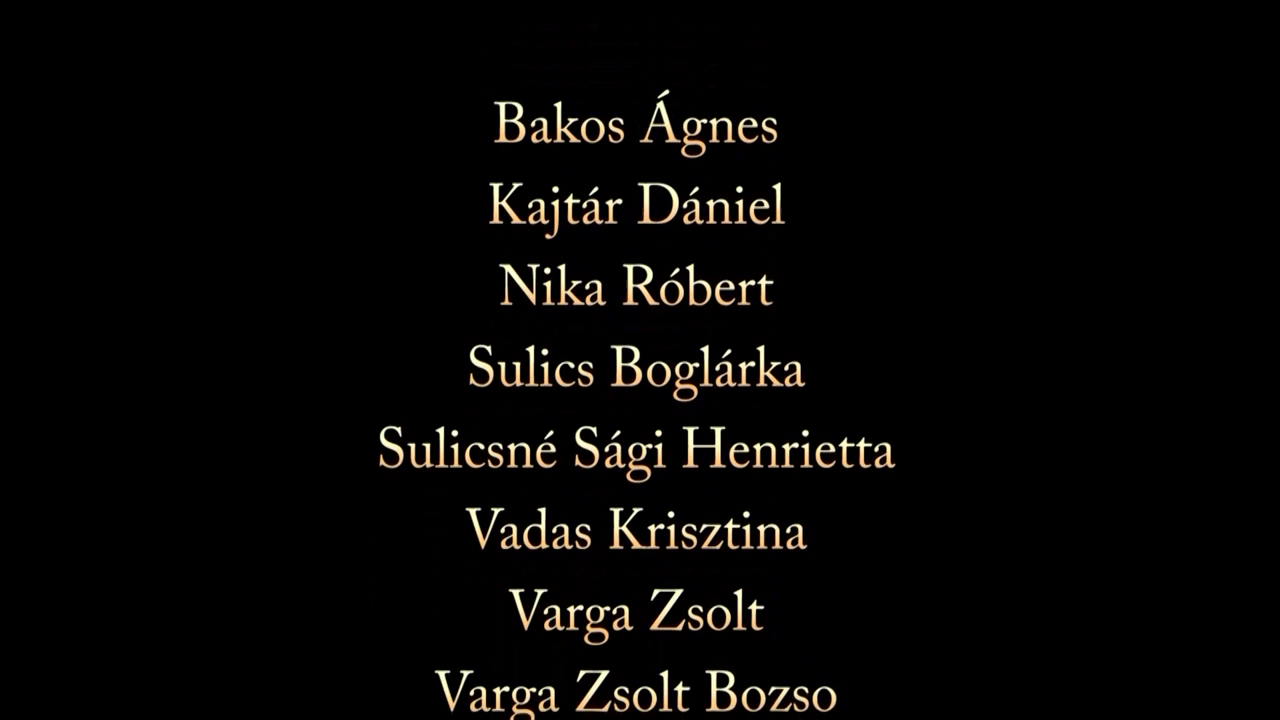 Bakos Ágnes
Kajtár Dániel
Nika Róbert
Sulics Boglárka
Sulicsné Sági Henrietta
Vadas Krisztina
Varga Zsolt
Varga Zsolt Bozso